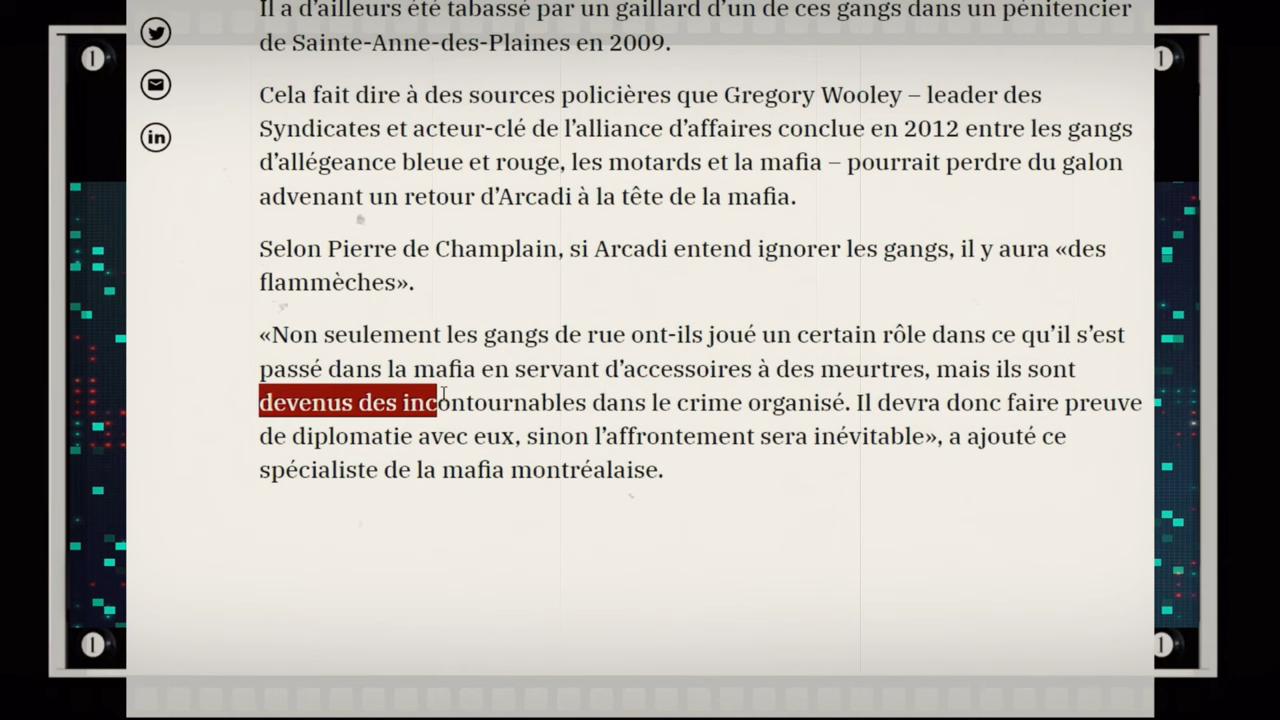 Il a d’ailleurs été tabassé par un gaillard d’un de ces gangs dans un pénitencier
de Sainte-Anne-des-Plaines en 2009.
Cela fait dire à des sources policières que Gregory Wooley – leader des
Syndicates et acteur-clé de l’alliance d’affaires conclue en 2012 entre les gangs
d’allégeance bleue et rouge, les motards et la mafia – pourrait perdre du galon
advenant un retour d’Arcadi à la tête de la mafia.
Selon Pierre de Champlain, si Arcadi entend ignorer les gangs, il y aura «des
flammèches».
«Non seulement les gangs de rue ont-ils joué un certain rôle dans ce qu’il s’est
passé dans la mafia en servant d’accessoires à des meurtres, mais ils sont
devenus des incontournables dans le crime organisé. Il devra donc faire preuve
de diplomatie avec eux, sinon l’affrontement sera inévitable», a ajouté ce
spécialiste de la mafia montréalaise.